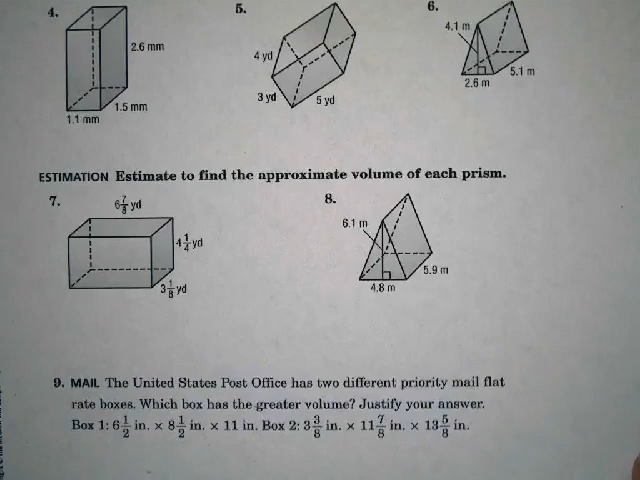 4.
2.6 mm
1.5 mm
1.1 mm
5.
4 yd
3 yd
5 yd
6.
4.1 m
5.1 m
2.6 m
ESTIMATION Estimate to find the approximate volume of each prism.
7.
6 7/8 yd
4 1/4 yd
3 1/8 yd
8.
6.1 m
5.9 m
4.8 m
9. MAIL The United States Post Office has two different priority mail flat
rate boxes. Which box has the greater volume? Justify your answer.
Box 1: 6 1/2 in. × 8 1/2 in. × 11 in. Box 2: 3 3/8 in. × 11 7/8 in. × 13 5/8 in.